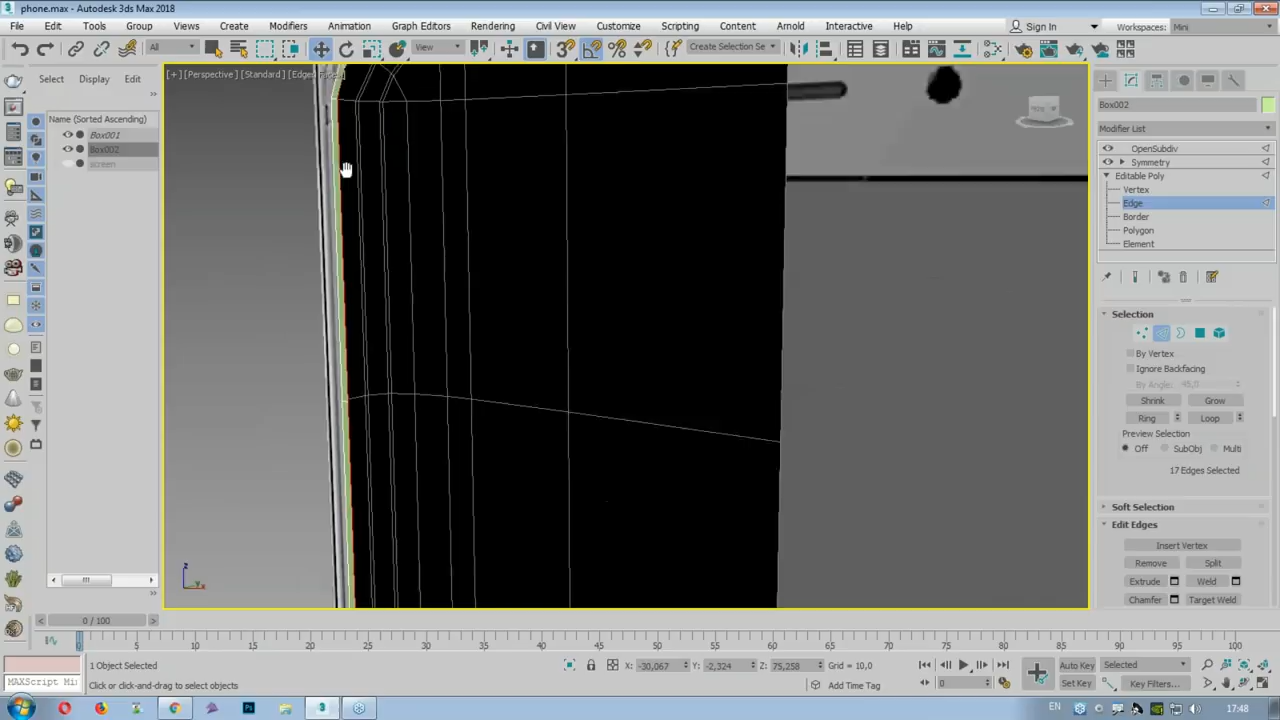 phone.max - Autodesk 3ds Max 2018
File Edit Tools Group Views Create Modifiers Animation Graph Editors Rendering Civil View Customize Scripting Content Arnold Interactive Help Sign In Workspaces: Mini
All View Create Selection Se
Select Display
[+] [Perspective] [Standard] [Edged Faces]
Name (Sorted Ascending)
Box001
Box002
screen
Box002
Modifier List
OpenSubdiv
Symmetry
Editable Poly
Vertex
Edge
Border
Polygon
Element
Selection
By Vertex
Ignore Backfacing
By Angle: 45,0
Shrink Grow
Ring Loop
Preview Selection
Off SubObj Multi
17 Edges Selected
Soft Selection
Edit Edges
Insert Vertex
Remove Split
Extrude Weld
Chamfer Target Weld
0 / 100
0 5 10 15 20 25 30 35 40 45 50 55 60 65 70 75 80 85 90 95 100
1 Object Selected X: -30,067 Y: -2,324 Z: 75,258 Grid = 10,0 Auto Key Selected
MAXScript Mi Click or click-and-drag to select objects Add Time Tag 0 Set Key Key Filters...
EN 17:48